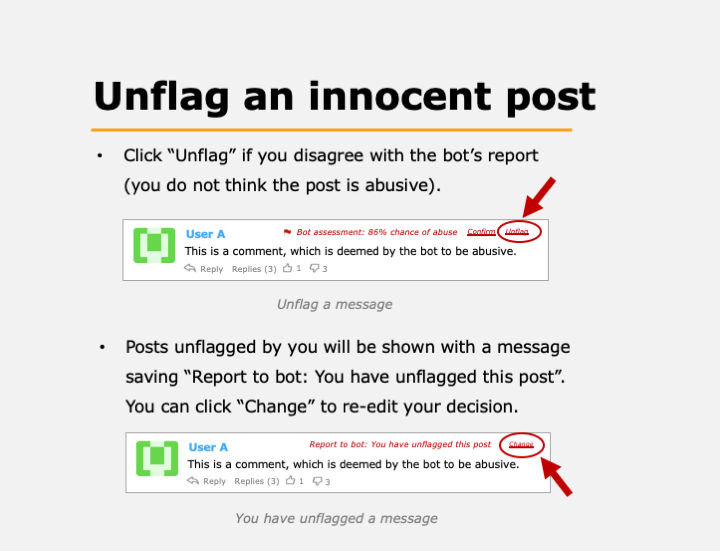 Unflag an innocent post
• Click “Unflag” if you disagree with the bot’s report
(you do not think the post is abusive).
User A Bot assessment: 86% chance of abuse Confirm Unflag
This is a comment, which is deemed by the bot to be abusive.
Reply Replies (3) 1 3
Unflag a message
• Posts unflagged by you will be shown with a message
saving “Report to bot: You have unflagged this post”.
You can click “Change” to re-edit your decision.
User A Report to bot: You have unflagged this post Change
This is a comment, which is deemed by the bot to be abusive.
Reply Replies (3) 1 3
You have unflagged a message